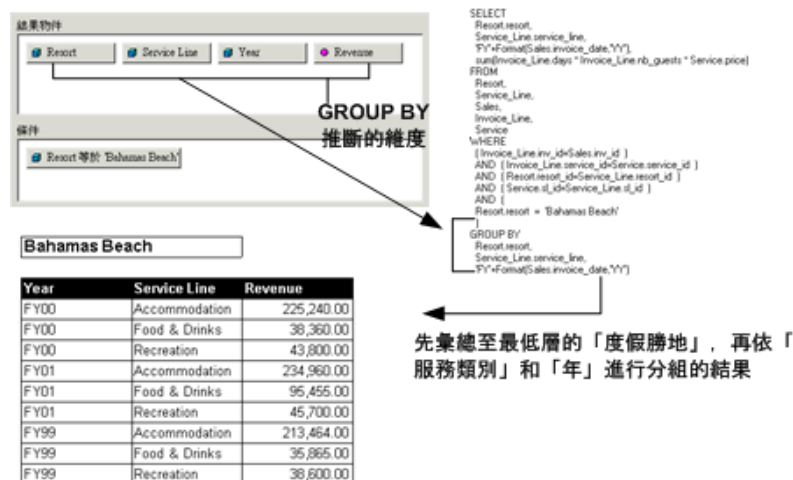 結果物件
Resort
Service Line
Year
Revenue
GROUP BY
推斷的維度
條件
Resort 等於 'Bahamas Beach'
SELECT
Resort.resort,
Service_Line.service_line,
'FY'+Format(Sales.invoice_date,'YY'),
sum(Invoice_Line.days * Invoice_Line.nb_guests * Service.price)
FROM
Resort,
Service_Line,
Sales,
Invoice_Line,
Service
WHERE
( Invoice_Line.inv_id=Sales.inv_id )
AND ( Invoice_Line.service_id=Service.service_id )
AND ( Resort.resort_id=Service_Line.resort_id )
AND ( Service.sl_id=Service_Line.sl_id )
AND (
Resort.resort = 'Bahamas Beach'
)
GROUP BY
Resort.resort,
Service_Line.service_line,
'FY'+Format(Sales.invoice_date,'YY')
Bahamas Beach
Year Service Line Revenue
FY00 Accommodation 225,240.00
FY00 Food & Drinks 38,360.00
FY00 Recreation 43,800.00
FY01 Accommodation 234,960.00
FY01 Food & Drinks 95,455.00
FY01 Recreation 45,700.00
FY99 Accommodation 213,464.00
FY99 Food & Drinks 35,865.00
FY99 Recreation 38,600.00
先彙總至最低層的「度假勝地」，再依「
服務類別」和「年」進行分組的結果